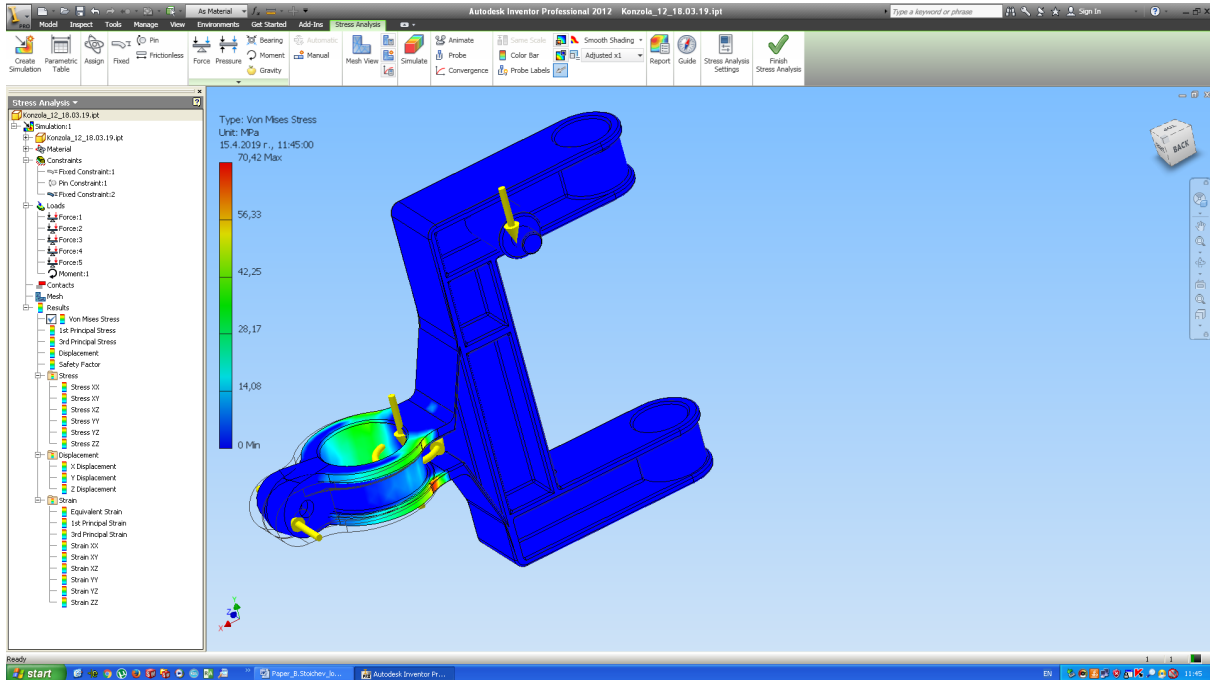 Autodesk Inventor Professional 2012 Konzola_12_18.03.19.ipt
As Material
Type a keyword or phrase
Sign In
PRO
Model Inspect Tools Manage View Environments Get Started Add-Ins Stress Analysis
Create Simulation
Parametric Table
Assign
Fixed
Pin
Frictionless
Force
Pressure
Bearing
Moment
Gravity
Automatic
Manual
Mesh View
Simulate
Animate
Probe
Convergence
Same Scale
Color Bar
Probe Labels
Smooth Shading
Adjusted x1
Report
Guide
Stress Analysis Settings
Finish Stress Analysis
Stress Analysis
Konzola_12_18.03.19.ipt
Simulation:1
Konzola_12_18.03.19.ipt
Material
Constraints
Fixed Constraint:1
Pin Constraint:1
Fixed Constraint:2
Loads
Force:1
Force:2
Force:3
Force:4
Force:5
Moment:1
Contacts
Mesh
Results
Von Mises Stress
1st Principal Stress
3rd Principal Stress
Displacement
Safety Factor
Stress
Stress XX
Stress XY
Stress XZ
Stress YY
Stress YZ
Stress ZZ
Displacement
X Displacement
Y Displacement
Z Displacement
Strain
Equivalent Strain
1st Principal Strain
3rd Principal Strain
Strain XX
Strain XY
Strain XZ
Strain YY
Strain YZ
Strain ZZ
Type: Von Mises Stress
Unit: MPa
15.4.2019 г., 11:45:00
70,42 Max
56,33
42,25
28,17
14,08
0 Min
BACK
Y
Z
X
Ready
1 1
start
Paper_B.Stoichev_Jo...
Autodesk Inventor Pr...
EN
11:45